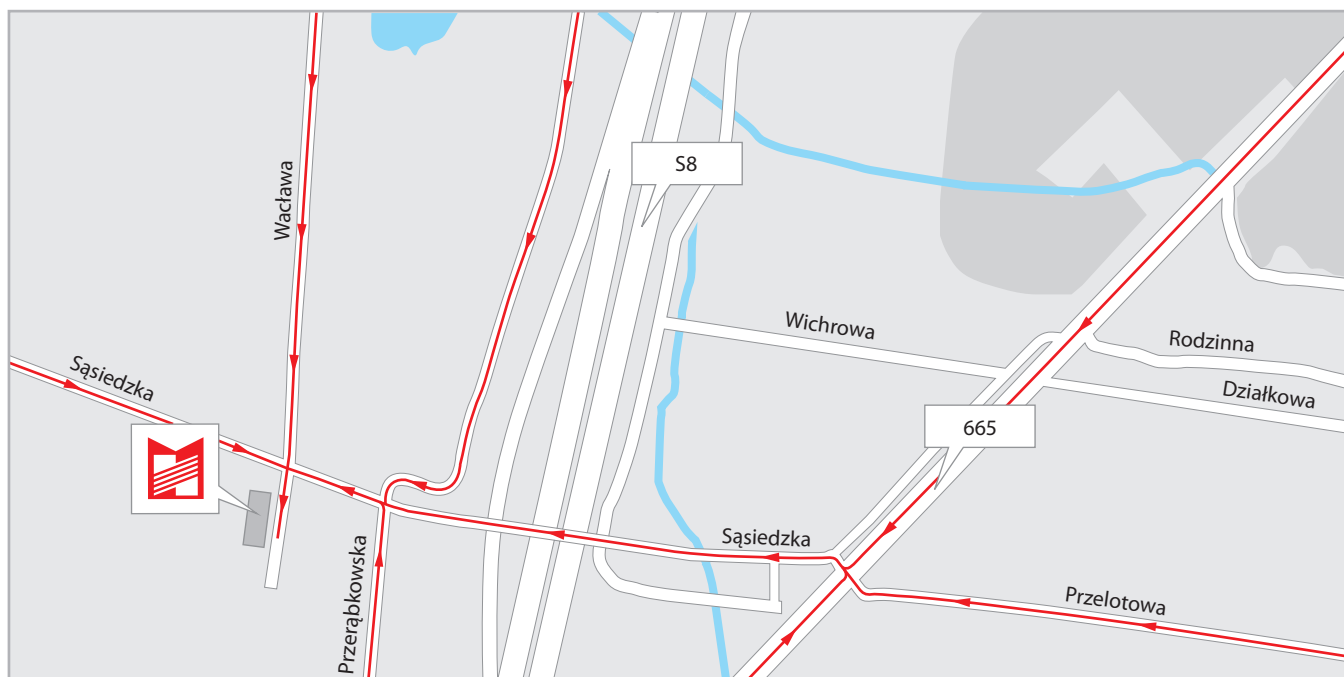 S8
Wacława
Wichrowa
Rodzinna
Działkowa
Sąsiedzka
665
Sąsiedzka
Przerąbkowska
Przelotowa